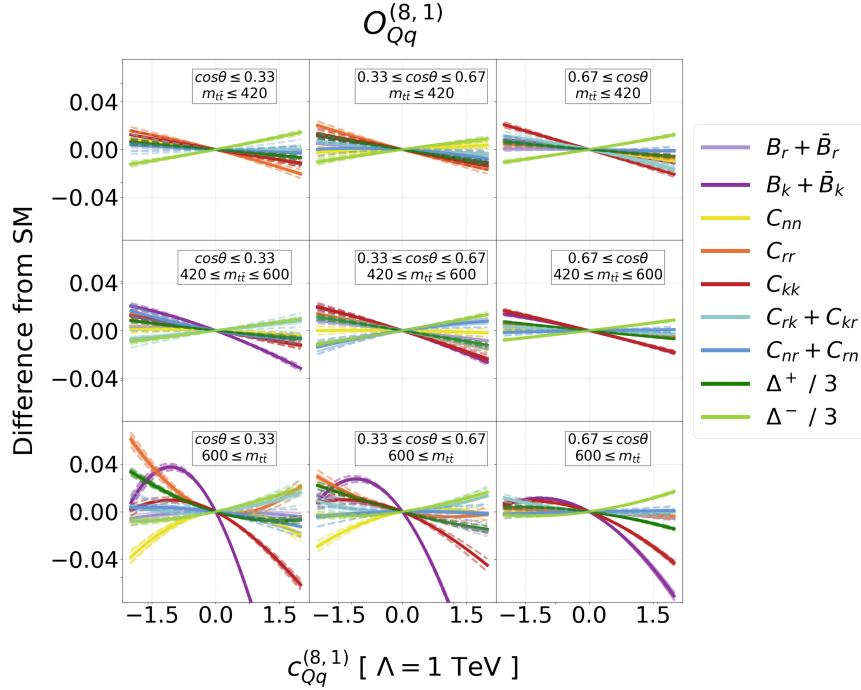 O_{Qq}^{(8, 1)}
cosθ ≤ 0.33
m_{tt̄} ≤ 420
0.33 ≤ cosθ ≤ 0.67
m_{tt̄} ≤ 420
0.67 ≤ cosθ
m_{tt̄} ≤ 420
0.04
0.00
−0.04
cosθ ≤ 0.33
420 ≤ m_{tt̄} ≤ 600
0.33 ≤ cosθ ≤ 0.67
420 ≤ m_{tt̄} ≤ 600
0.67 ≤ cosθ
420 ≤ m_{tt̄} ≤ 600
0.04
0.00
−0.04
cosθ ≤ 0.33
600 ≤ m_{tt̄}
0.33 ≤ cosθ ≤ 0.67
600 ≤ m_{tt̄}
0.67 ≤ cosθ
600 ≤ m_{tt̄}
0.04
0.00
−0.04
−1.5 0.0 1.5 −1.5 0.0 1.5 −1.5 0.0 1.5
Difference from SM
c_{Qq}^{(8, 1)} [ Λ = 1 TeV ]
B_r + B̄_r
B_k + B̄_k
C_{nn}
C_{rr}
C_{kk}
C_{rk} + C_{kr}
C_{nr} + C_{rn}
Δ^+ / 3
Δ^− / 3